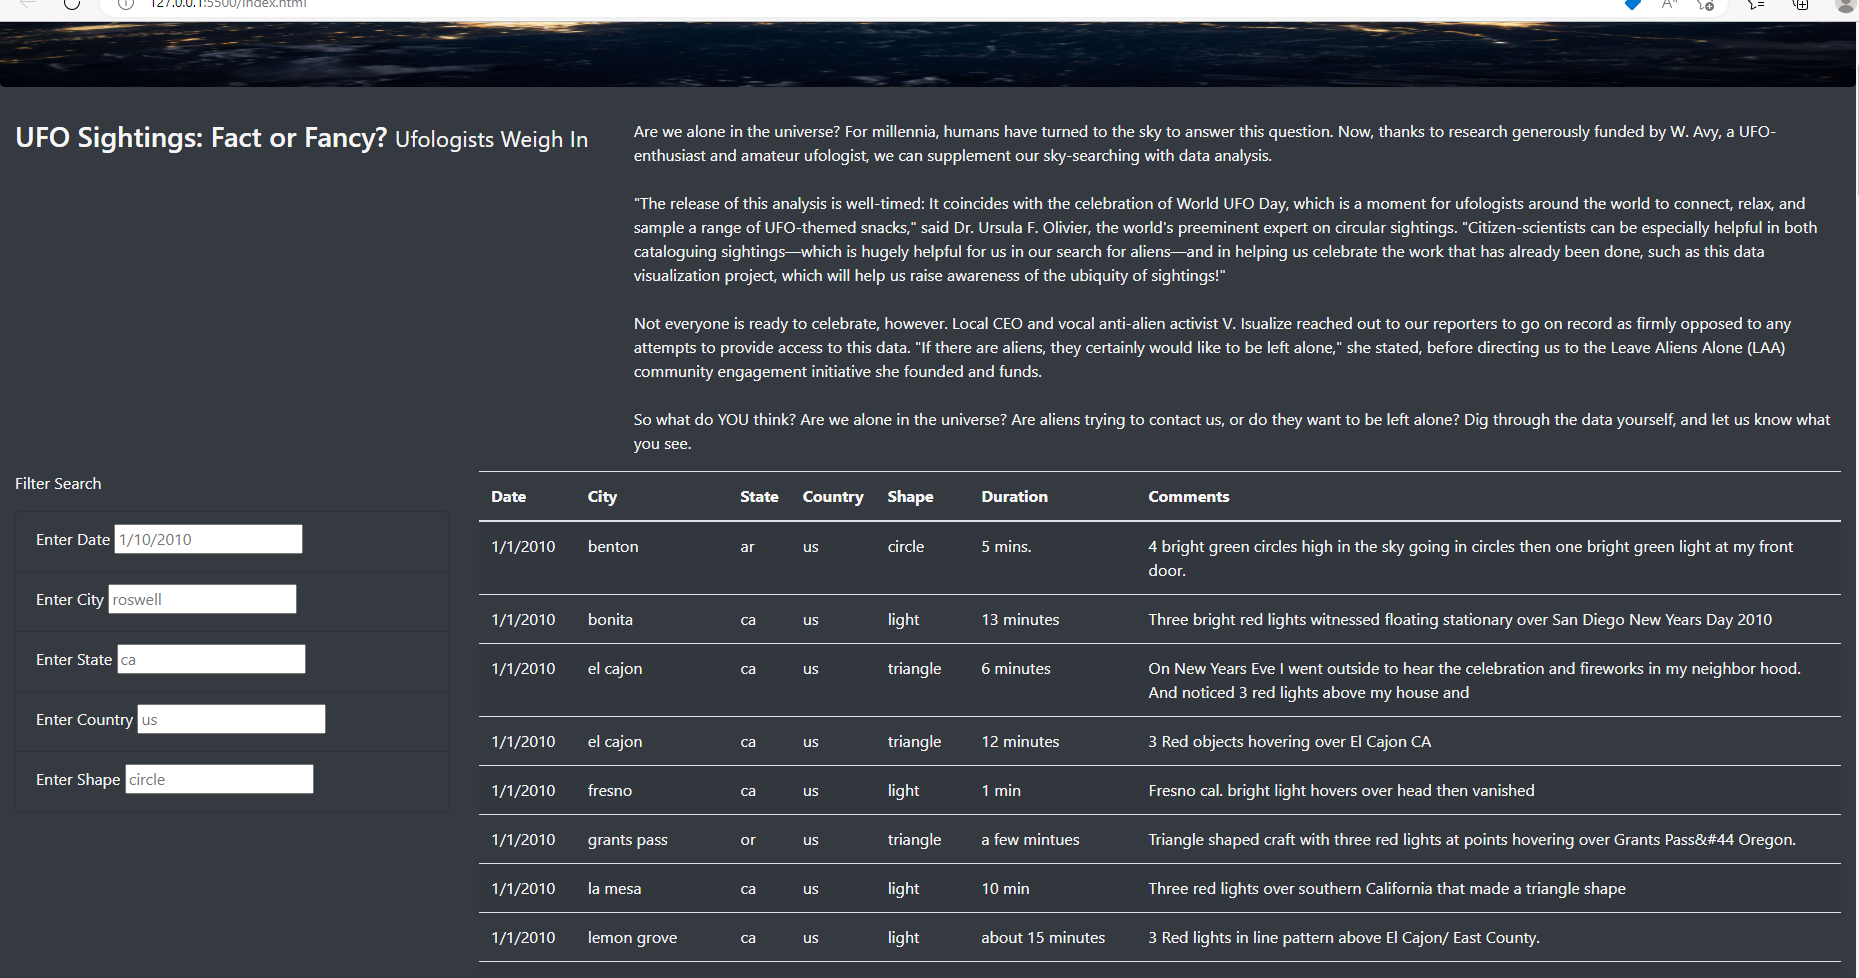 127.0.0.1:5500/index.html
UFO Sightings: Fact or Fancy? Ufologists Weigh In
Are we alone in the universe? For millennia, humans have turned to the sky to answer this question. Now, thanks to research generously funded by W. Avy, a UFO-
enthusiast and amateur ufologist, we can supplement our sky-searching with data analysis.
"The release of this analysis is well-timed: It coincides with the celebration of World UFO Day, which is a moment for ufologists around the world to connect, relax, and
sample a range of UFO-themed snacks," said Dr. Ursula F. Olivier, the world's preeminent expert on circular sightings. "Citizen-scientists can be especially helpful in both
cataloguing sightings—which is hugely helpful for us in our search for aliens—and in helping us celebrate the work that has already been done, such as this data
visualization project, which will help us raise awareness of the ubiquity of sightings!"
Not everyone is ready to celebrate, however. Local CEO and vocal anti-alien activist V. Isualize reached out to our reporters to go on record as firmly opposed to any
attempts to provide access to this data. "If there are aliens, they certainly would like to be left alone," she stated, before directing us to the Leave Aliens Alone (LAA)
community engagement initiative she founded and funds.
So what do YOU think? Are we alone in the universe? Are aliens trying to contact us, or do they want to be left alone? Dig through the data yourself, and let us know what
you see.
Filter Search
Enter Date 1/10/2010
Enter City roswell
Enter State ca
Enter Country us
Enter Shape circle
Date City State Country Shape Duration Comments
1/1/2010 benton ar us circle 5 mins. 4 bright green circles high in the sky going in circles then one bright green light at my front
door.
1/1/2010 bonita ca us light 13 minutes Three bright red lights witnessed floating stationary over San Diego New Years Day 2010
1/1/2010 el cajon ca us triangle 6 minutes On New Years Eve I went outside to hear the celebration and fireworks in my neighbor hood.
And noticed 3 red lights above my house and
1/1/2010 el cajon ca us triangle 12 minutes 3 Red objects hovering over El Cajon CA
1/1/2010 fresno ca us light 1 min Fresno cal. bright light hovers over head then vanished
1/1/2010 grants pass or us triangle a few mintues Triangle shaped craft with three red lights at points hovering over Grants Pass&#44 Oregon.
1/1/2010 la mesa ca us light 10 min Three red lights over southern California that made a triangle shape
1/1/2010 lemon grove ca us light about 15 minutes 3 Red lights in line pattern above El Cajon/ East County.